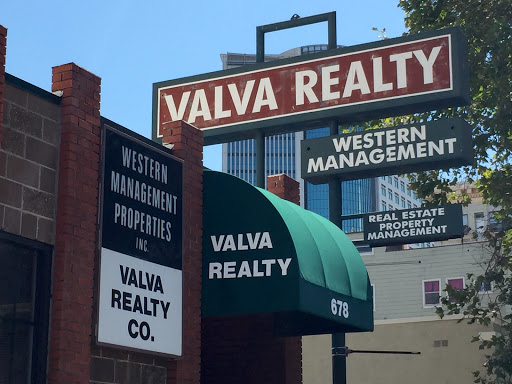 VALVA REALTY
WESTERN
MANAGEMENT
REAL ESTATE
PROPERTY
MANAGEMENT
WESTERN
MANAGEMENT
PROPERTIES
INC.
VALVA
REALTY
CO.
VALVA
REALTY
678